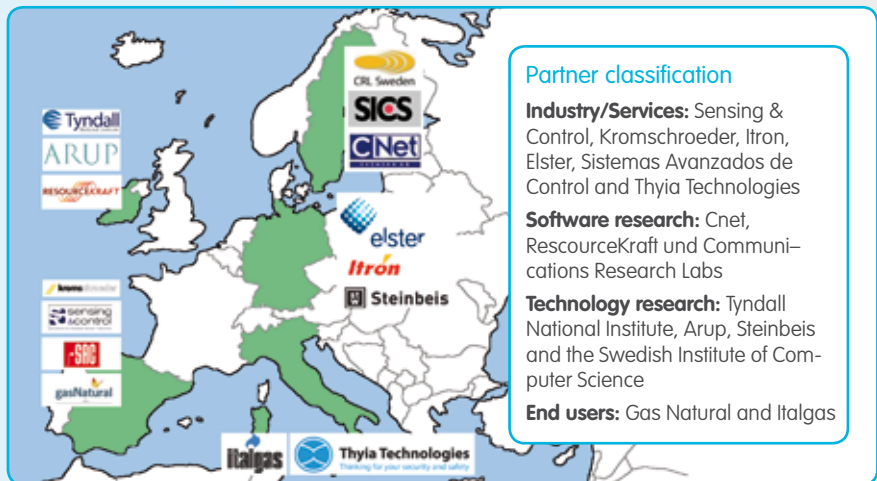 CRL Sweden
SICS
CNet
Tyndall
ARUP
RESOURCEKRAFT
elster
Itron
Steinbeis
kromschroeder
sensing
&control
SAC
gasNatural
italgas
Thyia Technologies
Thinking for your security and safety
Partner classification
Industry/Services: Sensing &
Control, Kromschroeder, Itron,
Elster, Sistemas Avanzados de
Control and Thyia Technologies
Software research: Cnet,
RescourceKraft und Communi–
cations Research Labs
Technology research: Tyndall
National Institute, Arup, Steinbeis
and the Swedish Institute of Com-
puter Science
End users: Gas Natural and Italgas